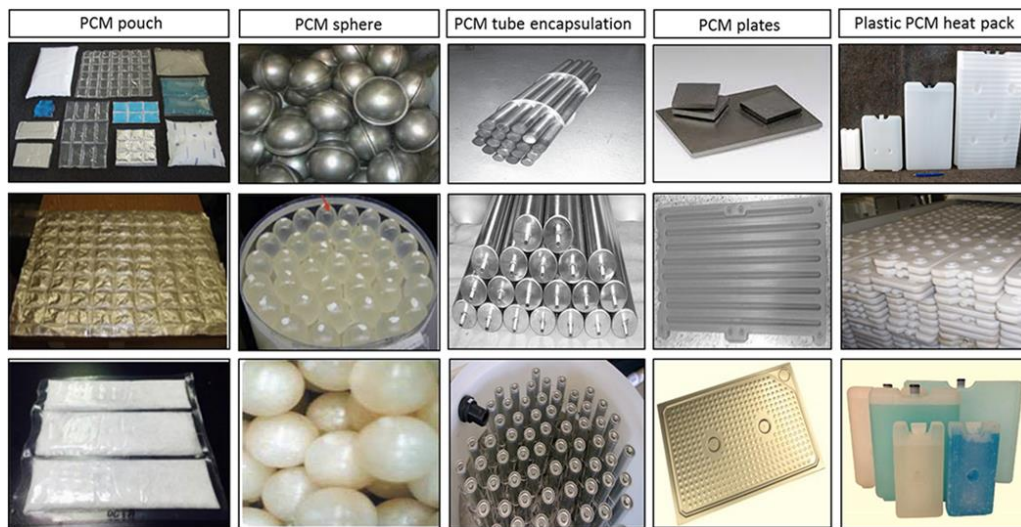 PCM pouch
PCM sphere
PCM tube encapsulation
PCM plates
Plastic PCM heat pack